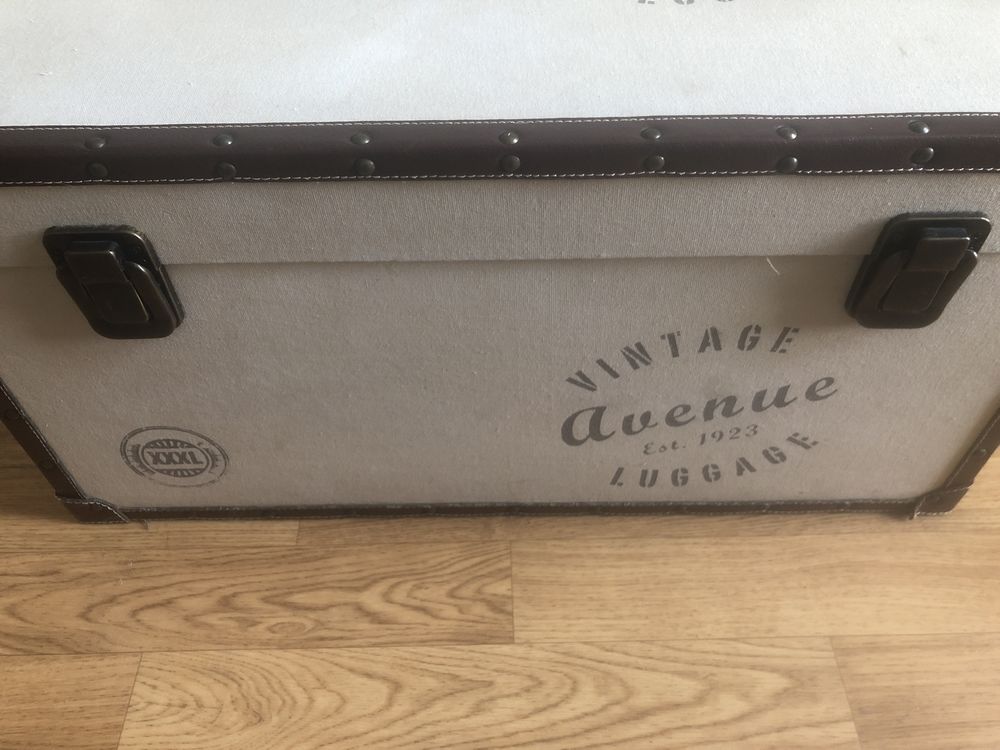 VINTAGE
Avenue
Est. 1923
LUGGAGE
XXXL